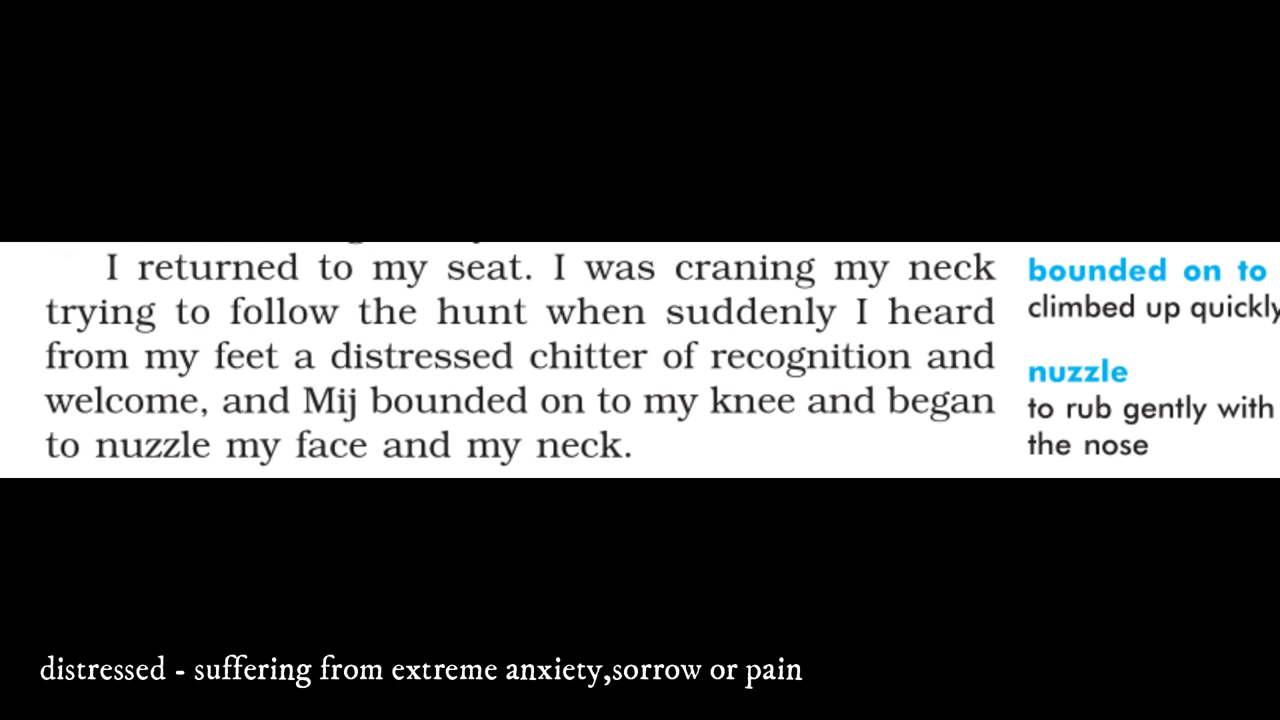 I returned to my seat. I was craning my neck
trying to follow the hunt when suddenly I heard
from my feet a distressed chitter of recognition and
welcome, and Mij bounded on to my knee and began
to nuzzle my face and my neck.
bounded on to
climbed up quickly
nuzzle
to rub gently with
the nose
distressed - suffering from extreme anxiety,sorrow or pain